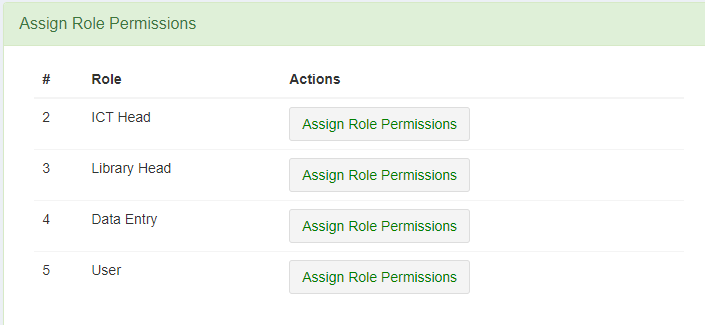 Assign Role Permissions
# Role Actions
2 ICT Head Assign Role Permissions
3 Library Head Assign Role Permissions
4 Data Entry Assign Role Permissions
5 User Assign Role Permissions